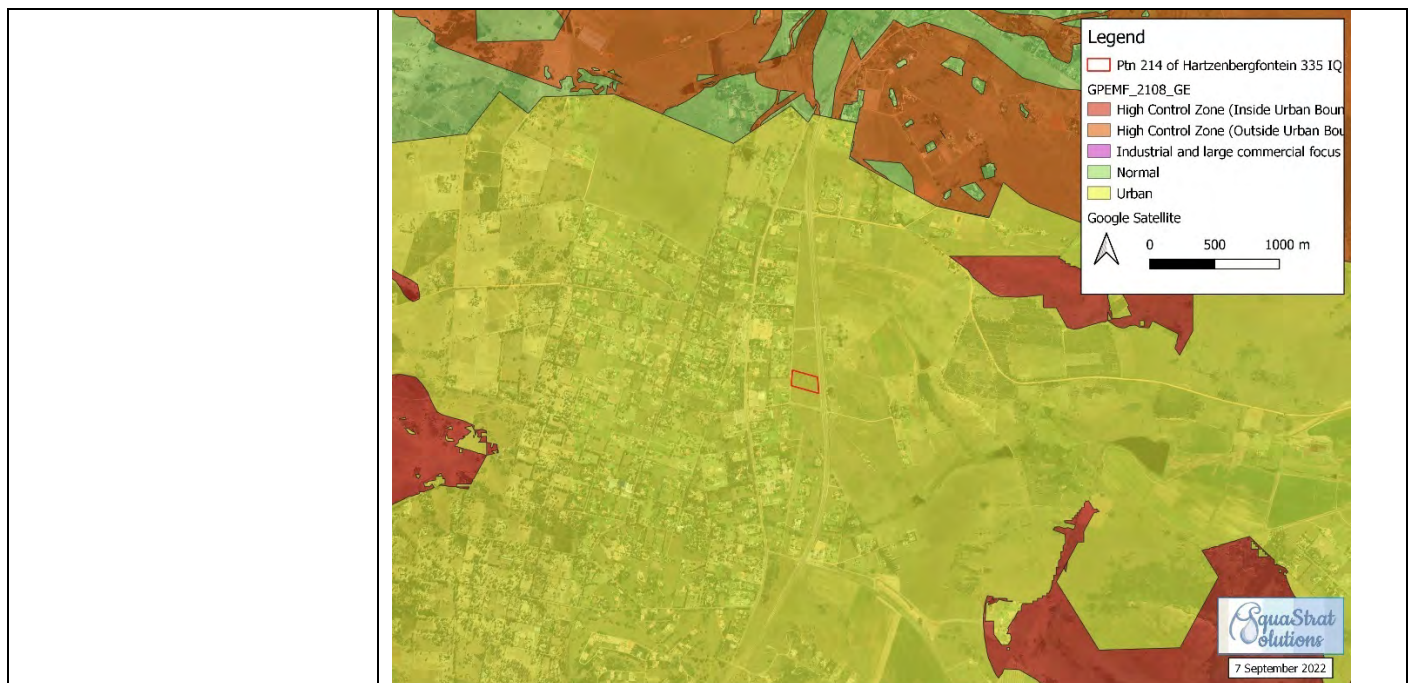 Legend
Ptn 214 of Hartzenbergfontein 335 IQ
GPEMF_2108_GE
High Control Zone (Inside Urban Boun
High Control Zone (Outside Urban Bou
Industrial and large commercial focus
Normal
Urban
Google Satellite
0 500 1000 m
SquaStrat
Solutions
7 September 2022